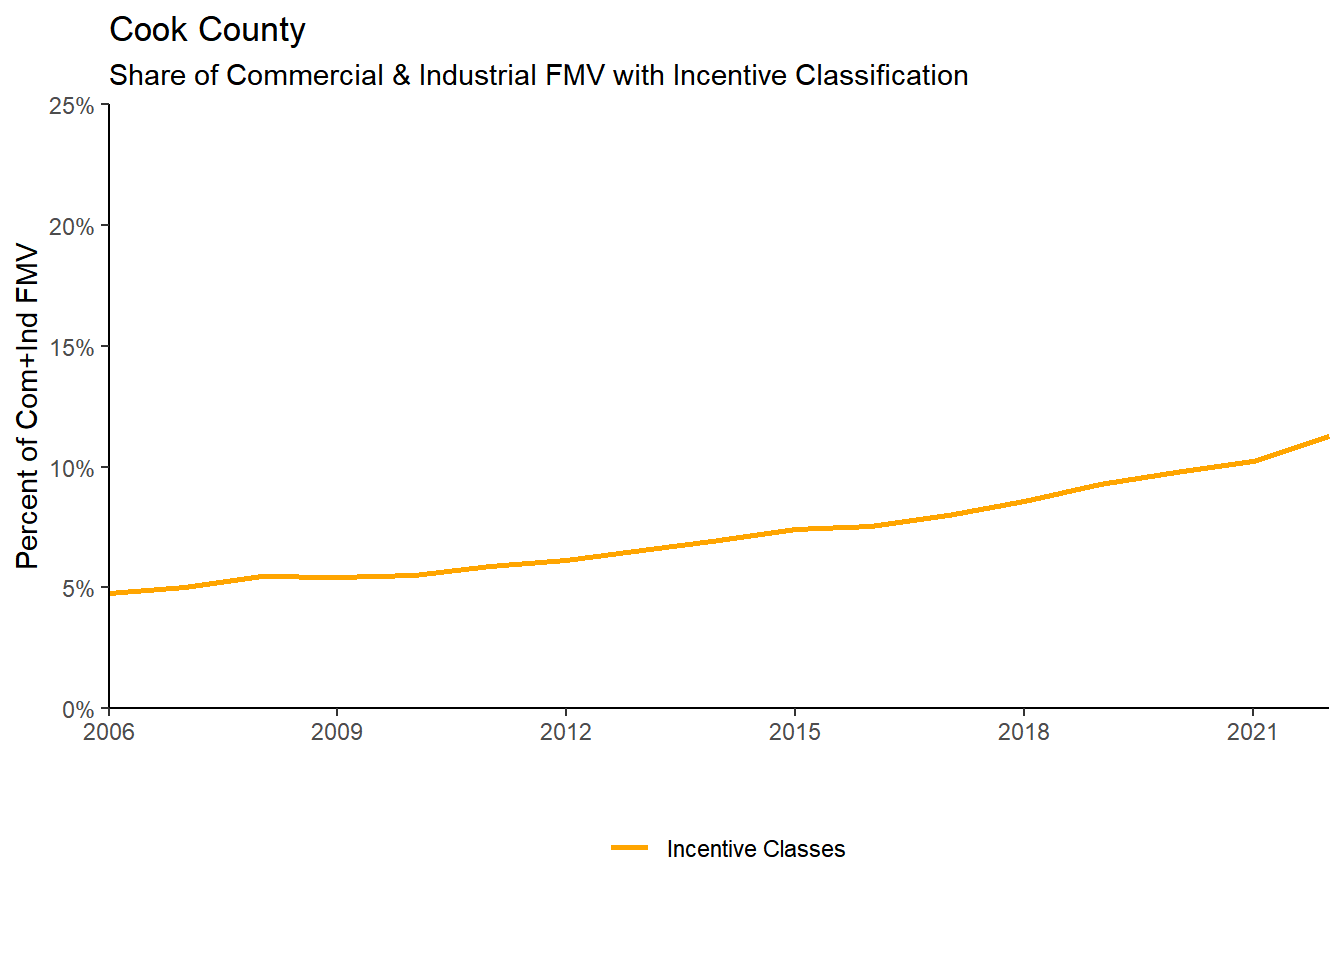 Cook County
Share of Commercial & Industrial FMV with Incentive Classification
Percent of Com+Ind FMV
25%
20%
15%
10%
5%
0%
2006 2009 2012 2015 2018 2021
Incentive Classes